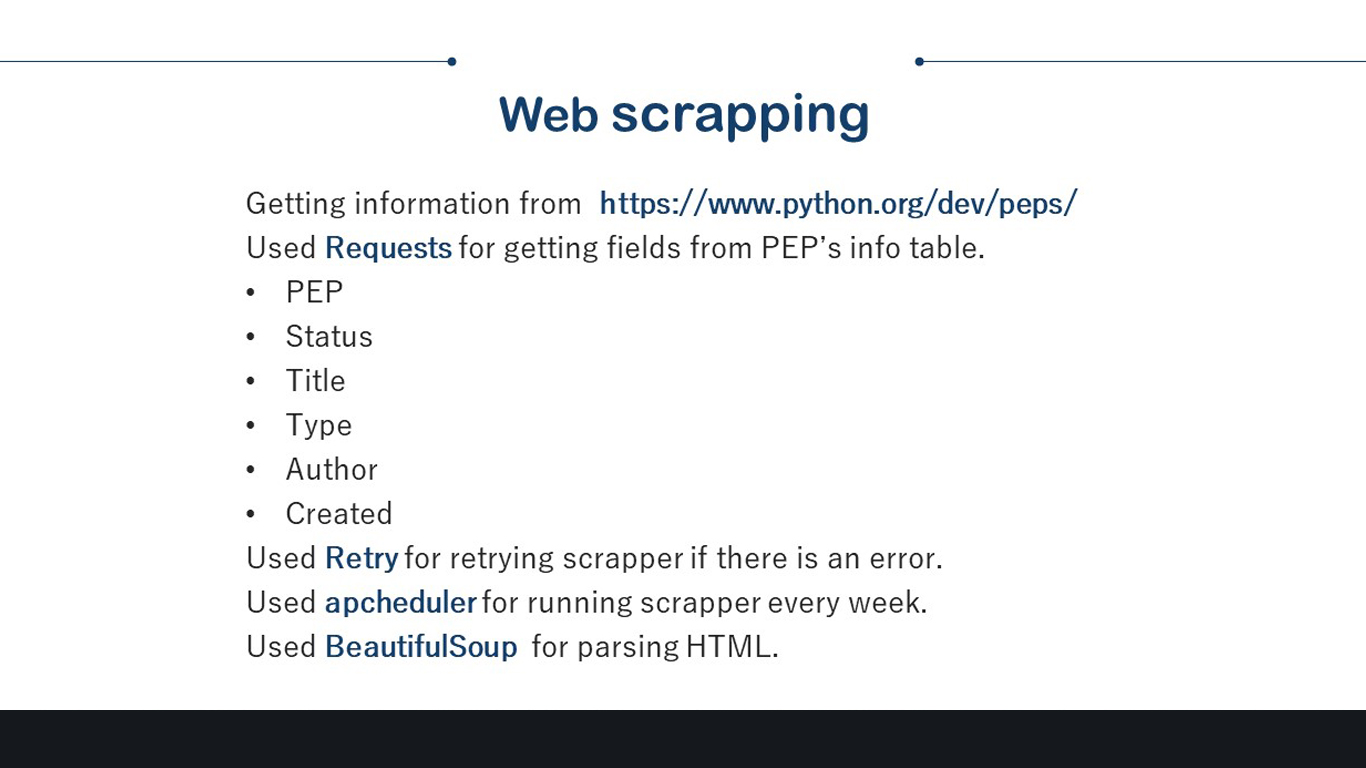 Web scrapping
Getting information from https://www.python.org/dev/peps/
Used Requests for getting fields from PEP’s info table.
• PEP
• Status
• Title
• Type
• Author
• Created
Used Retry for retrying scrapper if there is an error.
Used apcheduler for running scrapper every week.
Used BeautifulSoup for parsing HTML.